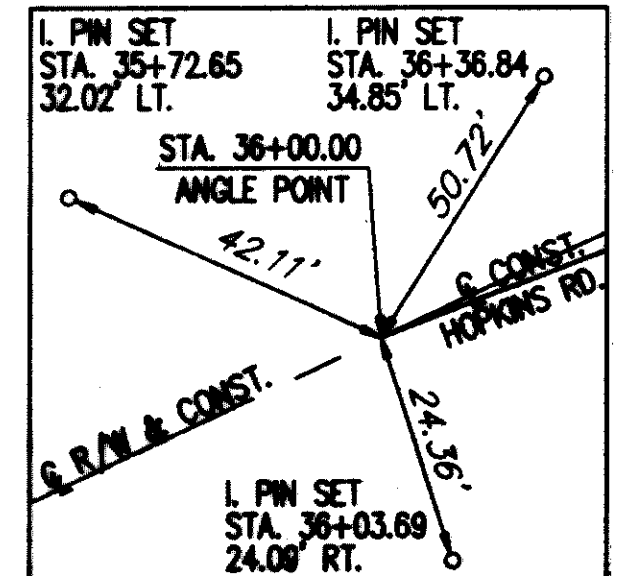 I. PIN SET
STA. 35+72.65
32.02' LT.
I. PIN SET
STA. 36+36.84
34.85' LT.
STA. 36+00.00
ANGLE POINT
50.72'
42.11'
℄ CONST.
HOPKINS RD.
℄ R/W & CONST.
24.36'
I. PIN SET
STA. 36+03.69
24.09' RT.